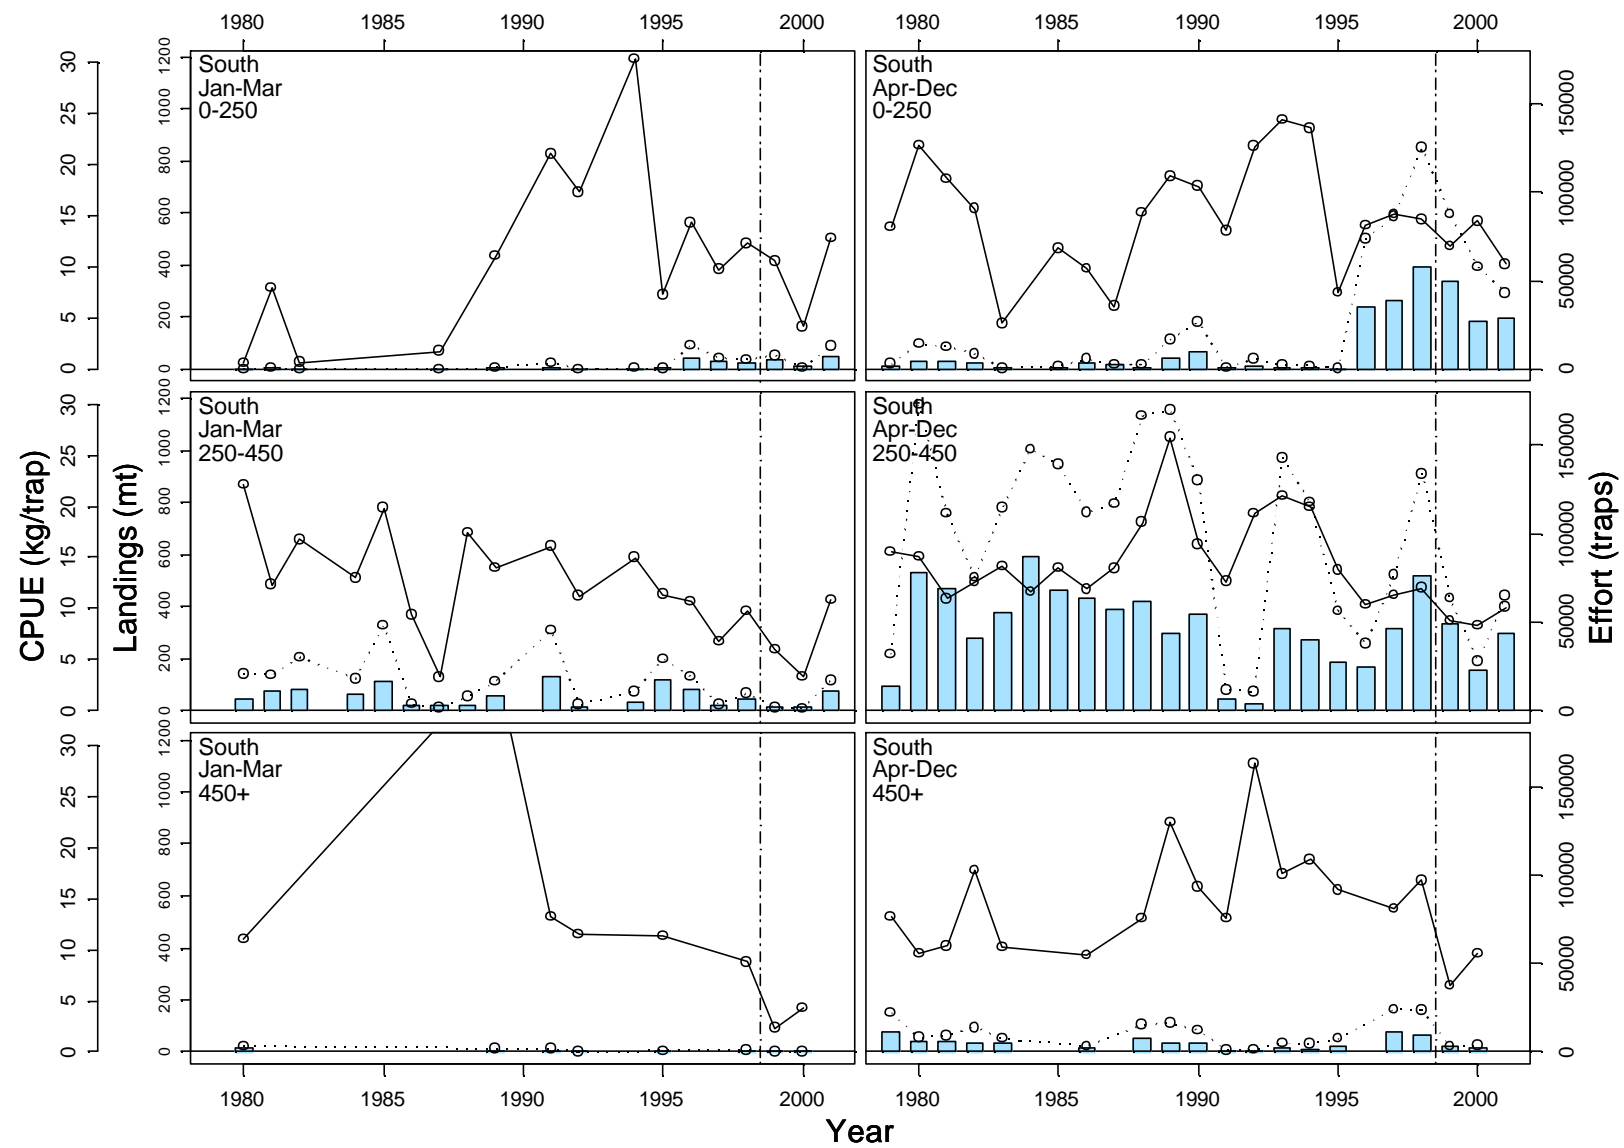 1980 1985 1990 1995 2000 1980 1985 1990 1995 2000
South
Jan-Mar
0-250
South
Apr-Dec
0-250
South
Jan-Mar
250-450
South
Apr-Dec
250-450
South
Jan-Mar
450+
South
Apr-Dec
450+
CPUE (kg/trap)
0 5 10 15 20 25 30
0 5 10 15 20 25 30
0 5 10 15 20 25 30
Landings (mt)
0 200 400 600 800 1000 1200
0 200 400 600 800 1000 1200
0 200 400 600 800 1000 1200
Effort (traps)
0 50000 100000 150000
0 50000 100000 150000
0 50000 100000 150000
1980 1985 1990 1995 2000 1980 1985 1990 1995 2000
Year